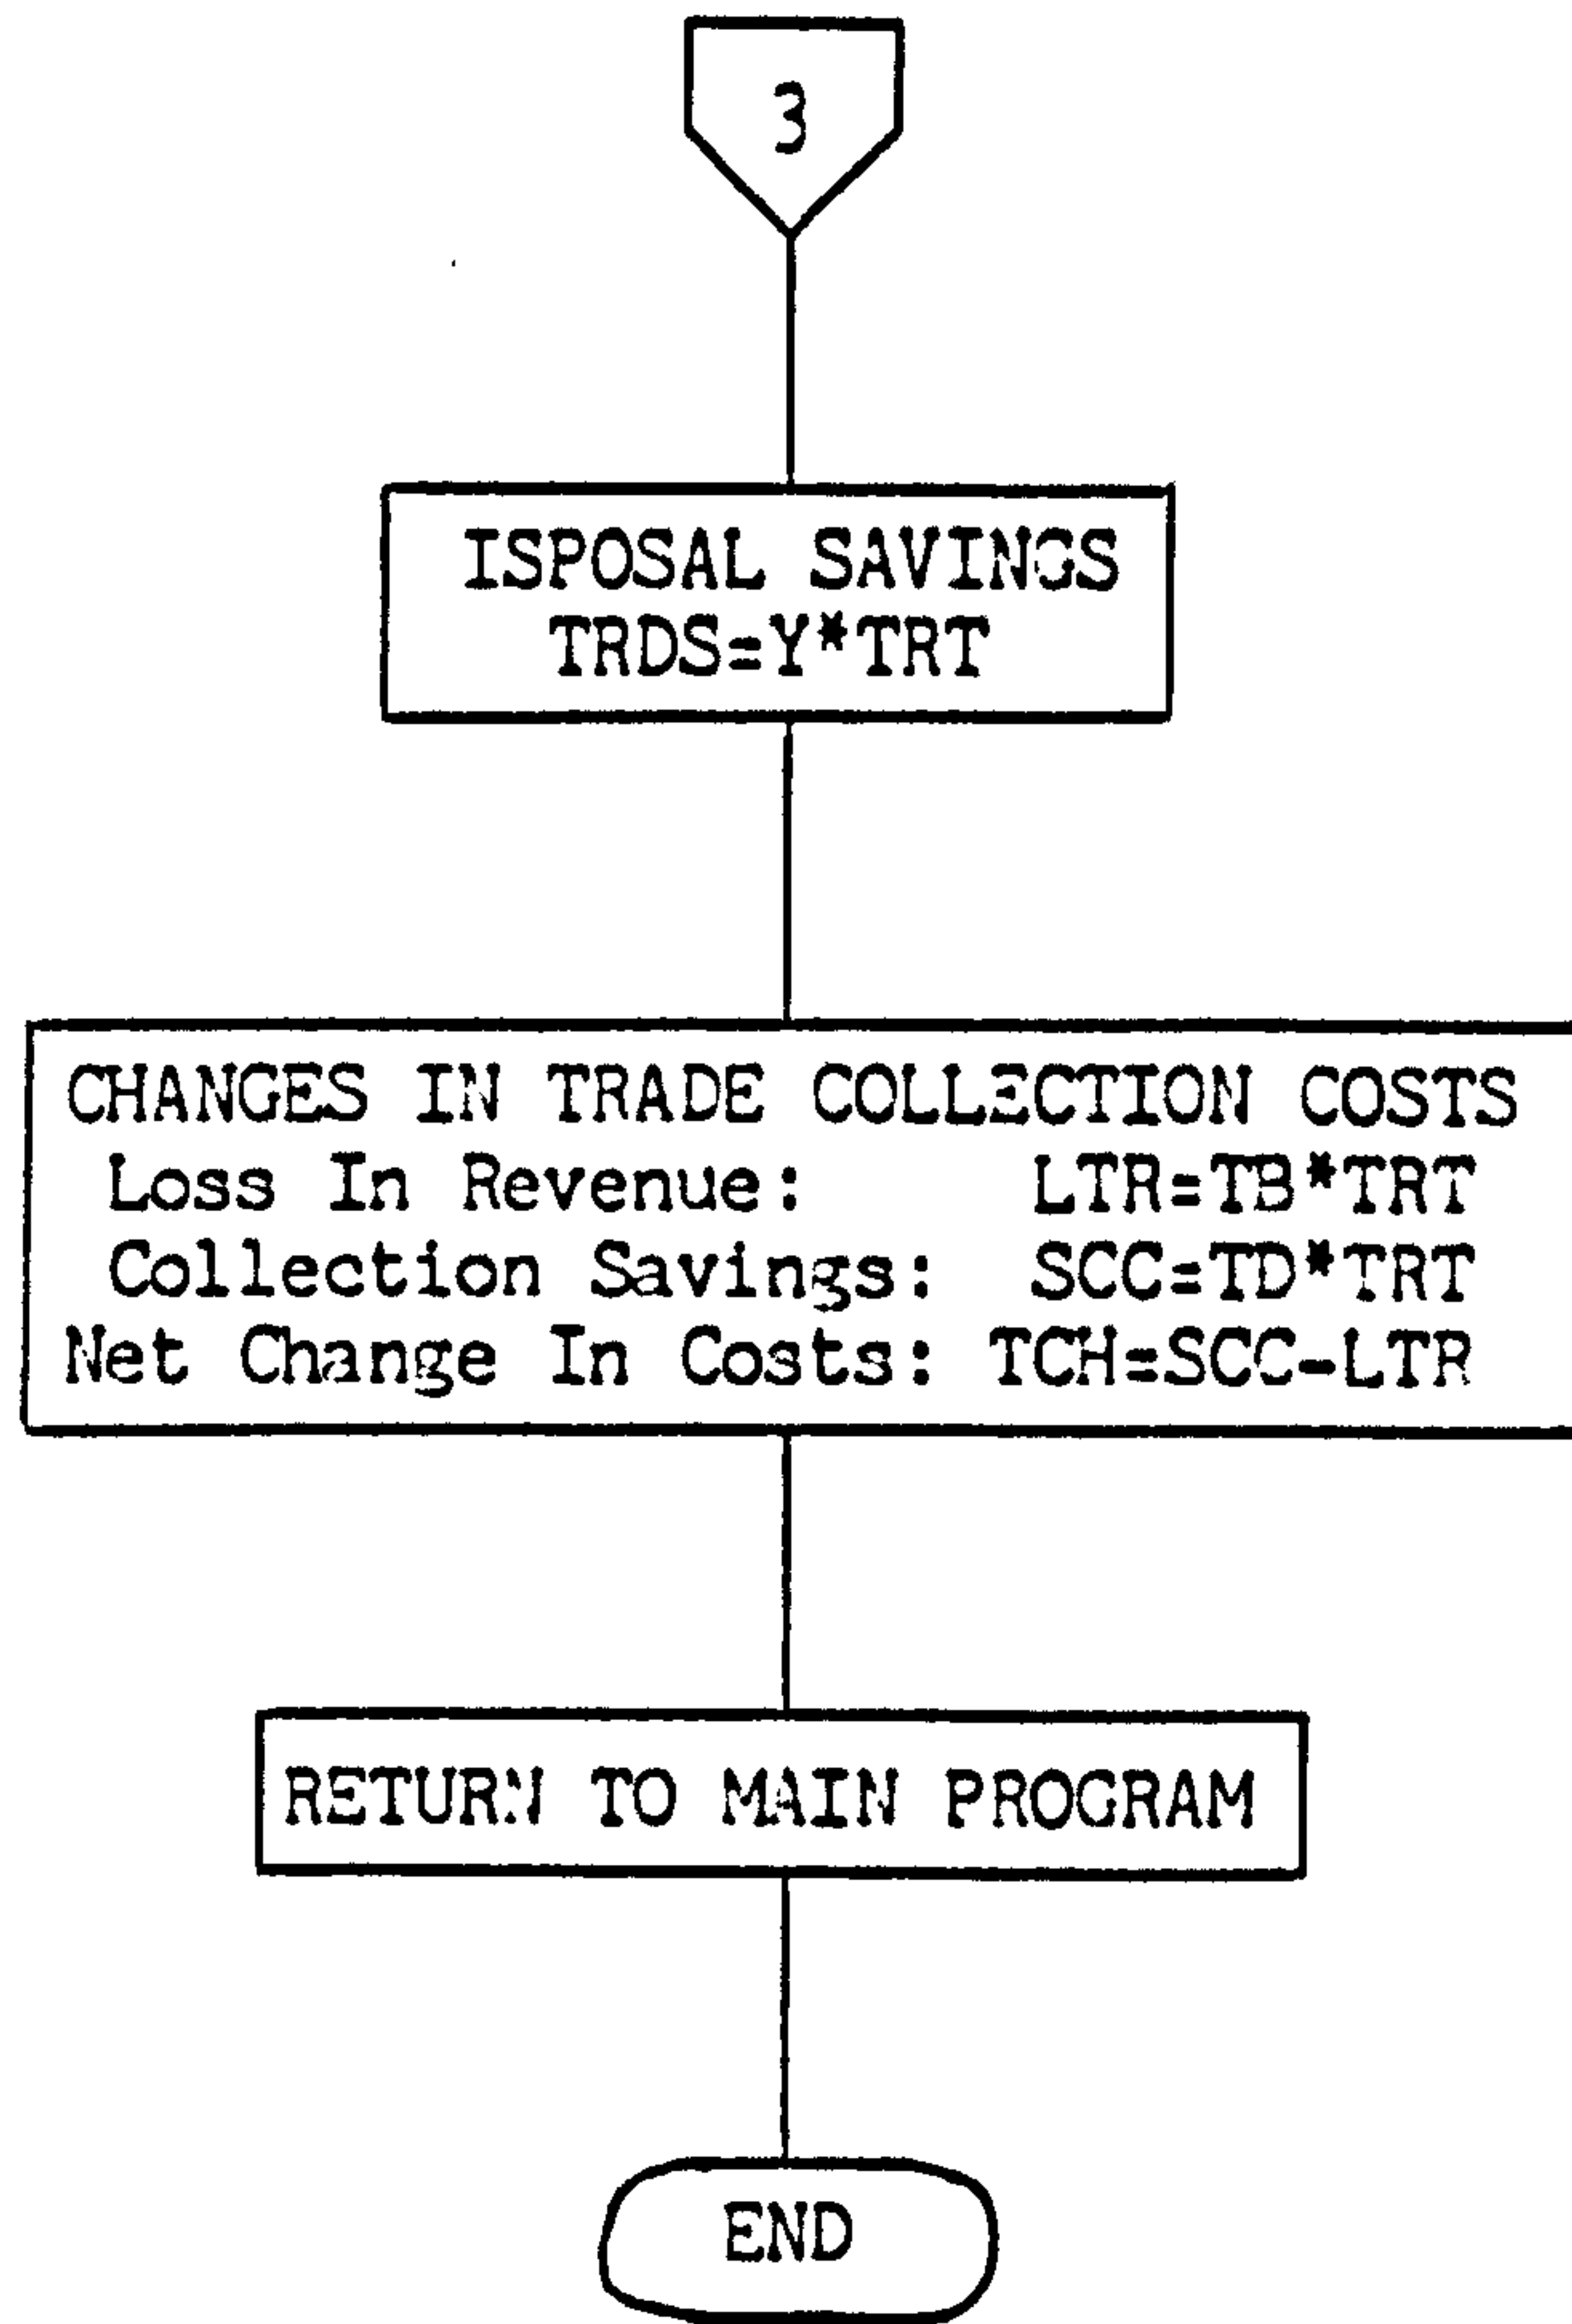 3
ISPOSAL SAVINGS
TRDS=Y*TRT
CHANGES IN TRADE COLLECTION COSTS
Loss In Revenue: LTR=TB*TRT
Collection Savings: SCC=TD*TRT
Net Change In Costs: TCH=SCC-LTR
RETURN TO MAIN PROGRAM
END